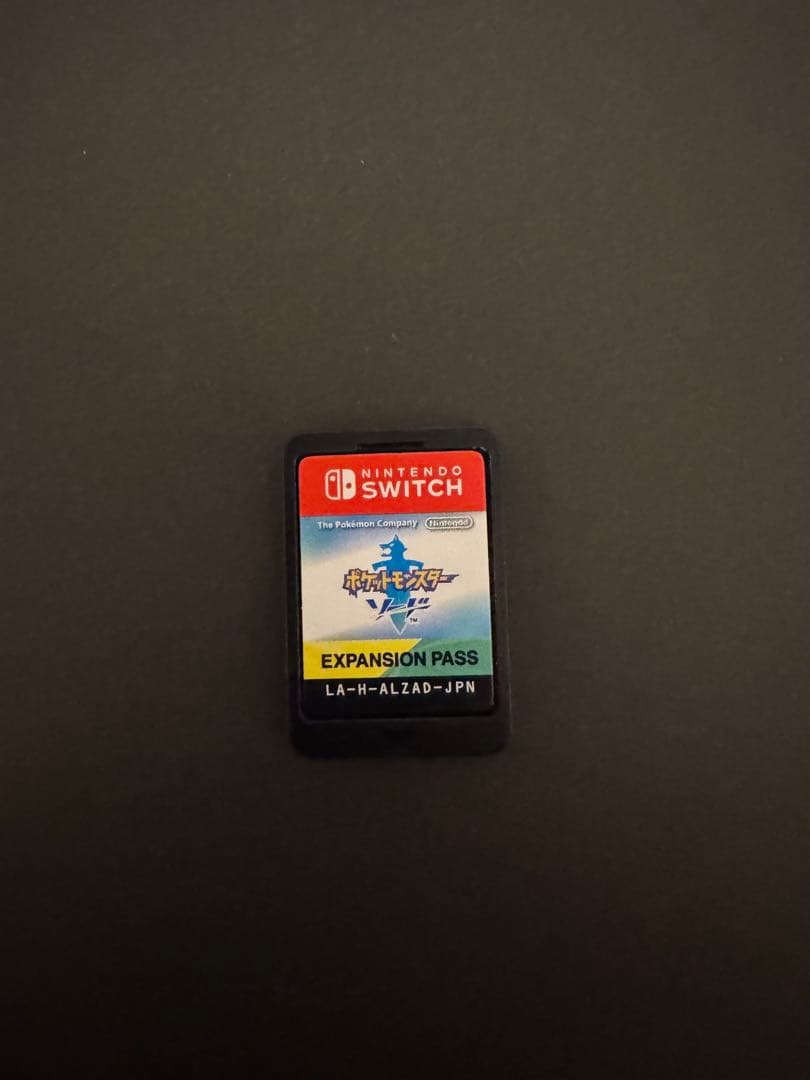 NINTENDO
SWITCH
The Pokémon Company Nintendo
ポケットモンスター
ソード
TM
EXPANSION PASS
LA-H-ALZAD-JPN